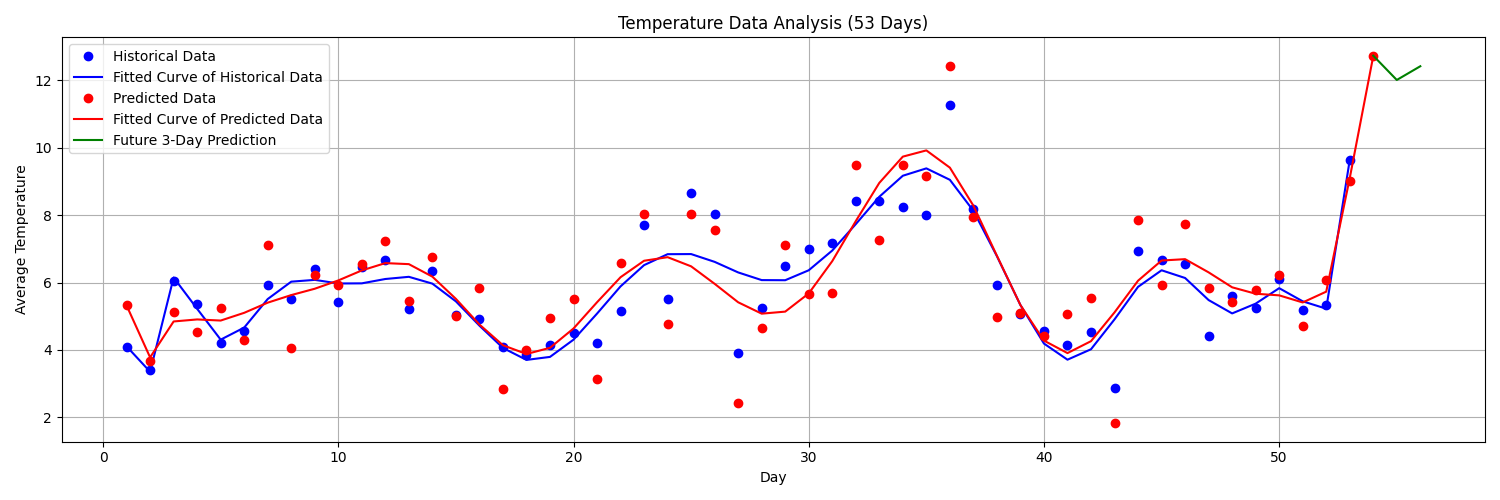 Temperature Data Analysis (53 Days)
Historical Data
Fitted Curve of Historical Data
Predicted Data
Fitted Curve of Predicted Data
Future 3-Day Prediction
Average Temperature
12
10
8
6
4
2
0 10 20 30 40 50
Day